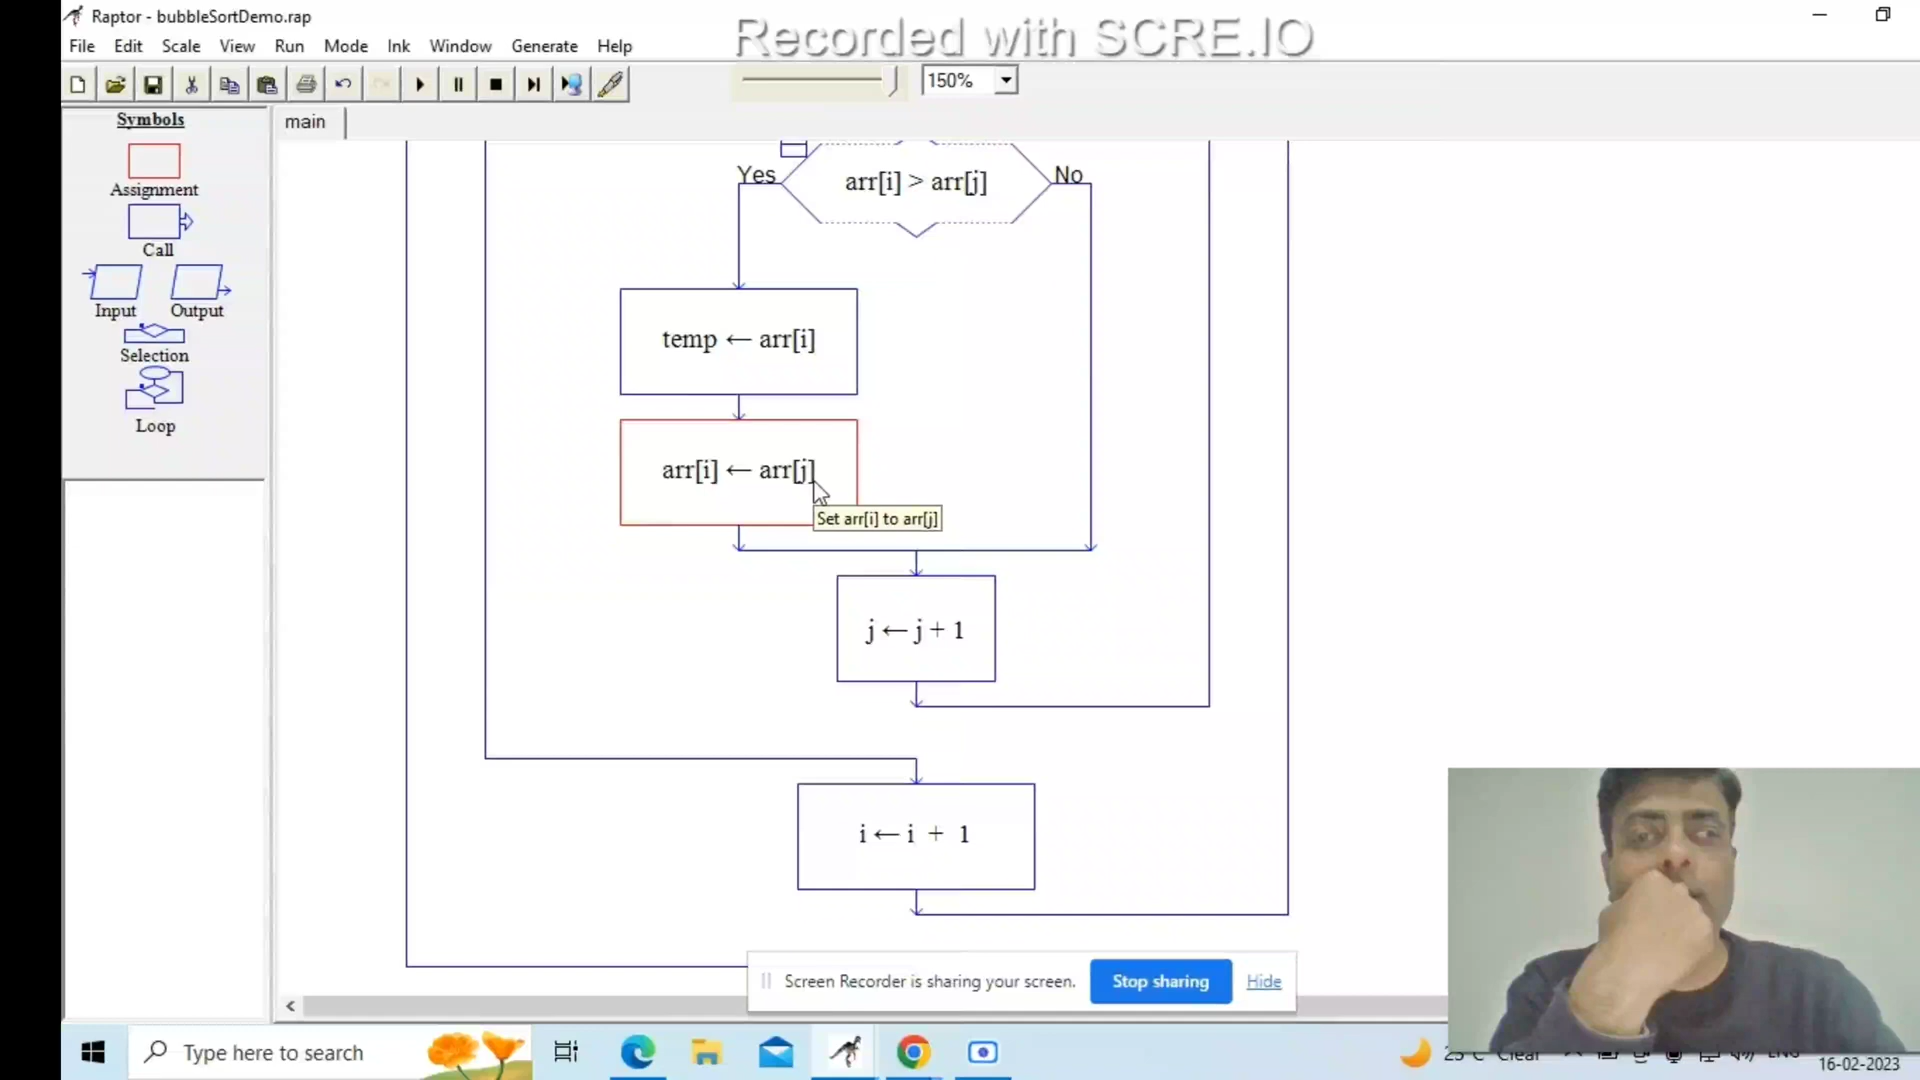 Raptor - bubbleSortDemo.rap
Recorded with SCRE.IO
File Edit Scale View Run Mode Ink Window Generate Help
150%
Symbols
main
Assignment
Call
Input Output
Selection
Loop
Yes
arr[i] > arr[j]
No
temp ← arr[i]
arr[i] ← arr[j]
Set arr[i] to arr[j]
j ← j + 1
i ← i + 1
Screen Recorder is sharing your screen. Stop sharing Hide
Type here to search
16-02-2023